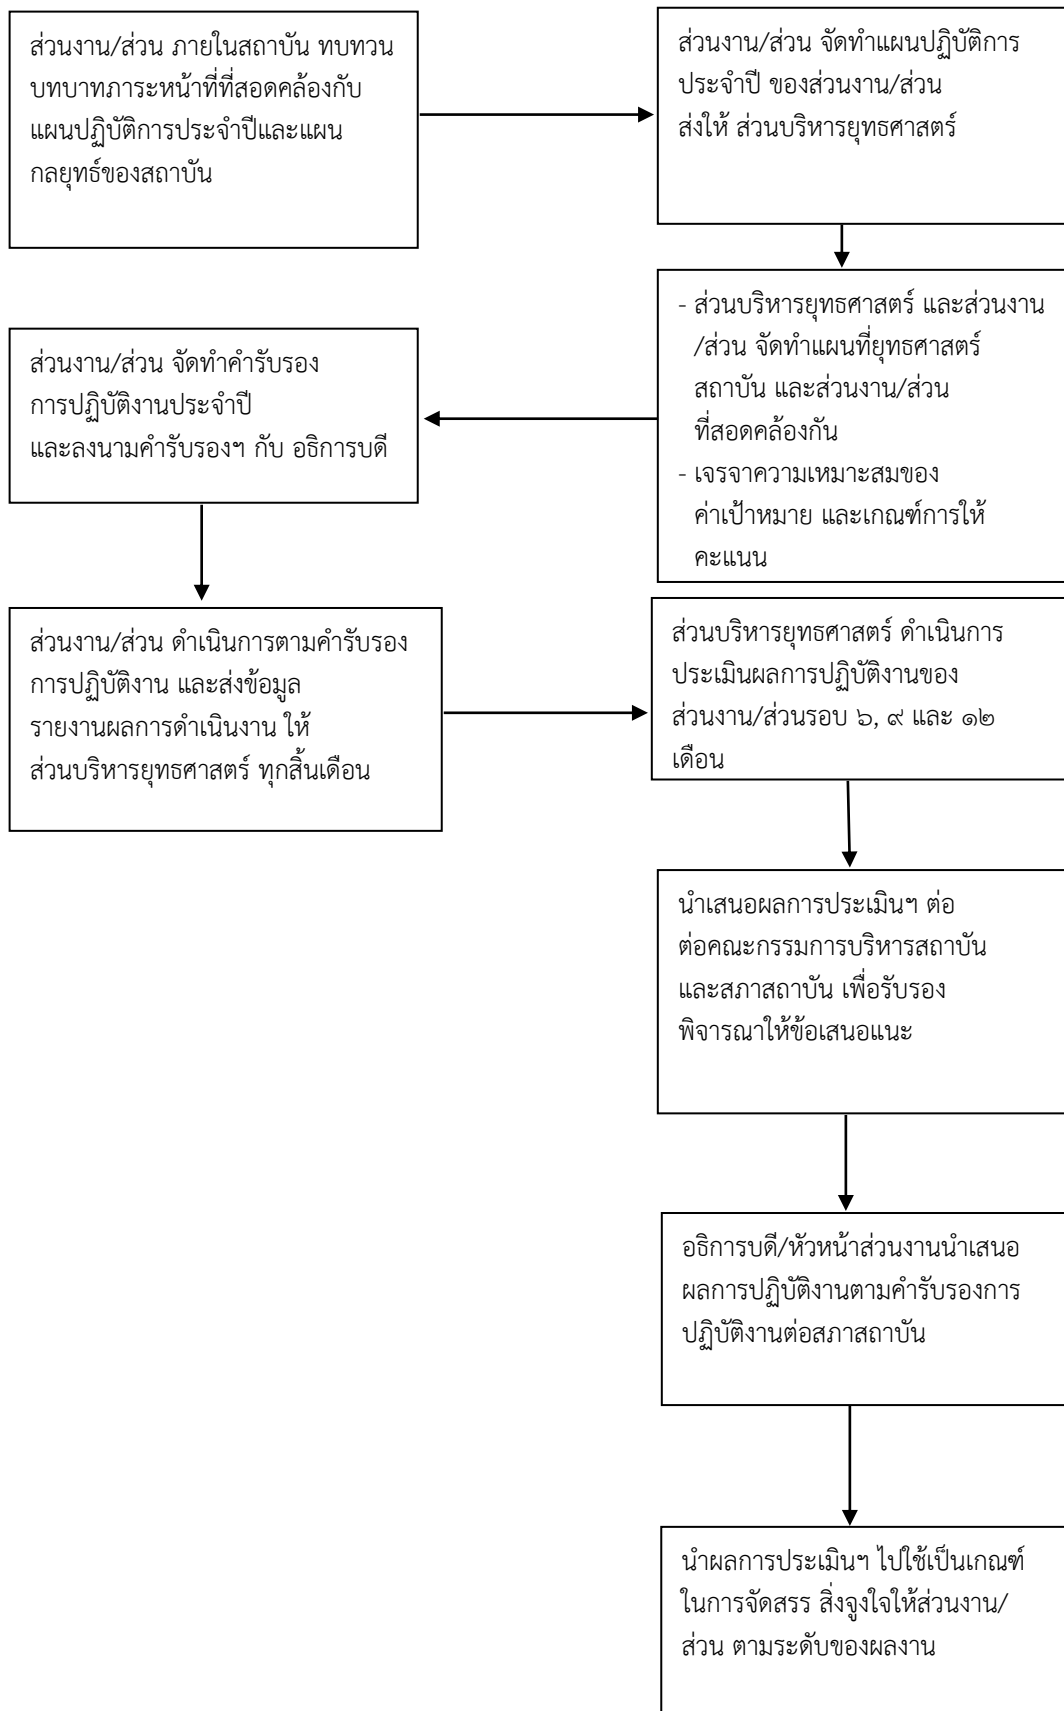 ส่วนงาน/ส่วน ภายในสถาบัน ทบทวน
บทบาทภาระหน้าที่ที่สอดคล้องกับ
แผนปฏิบัติการประจำปีและแผน
กลยุทธ์ของสถาบัน
ส่วนงาน/ส่วน จัดทำแผนปฏิบัติการ
ประจำปี ของส่วนงาน/ส่วน
ส่งให้ ส่วนบริหารยุทธศาสตร์
- ส่วนบริหารยุทธศาสตร์ และส่วนงาน
/ส่วน จัดทำแผนที่ยุทธศาสตร์
สถาบัน และส่วนงาน/ส่วน
ที่สอดคล้องกัน
- เจรจาความเหมาะสมของ
ค่าเป้าหมาย และเกณฑ์การให้
คะแนน
ส่วนงาน/ส่วน จัดทำคำรับรอง
การปฏิบัติงานประจำปี
และลงนามคำรับรองฯ กับ อธิการบดี
ส่วนงาน/ส่วน ดำเนินการตามคำรับรอง
การปฏิบัติงาน และส่งข้อมูล
รายงานผลการดำเนินงาน ให้
ส่วนบริหารยุทธศาสตร์ ทุกสิ้นเดือน
ส่วนบริหารยุทธศาสตร์ ดำเนินการ
ประเมินผลการปฏิบัติงานของ
ส่วนงาน/ส่วนรอบ ๖, ๙ และ ๑๒
เดือน
นำเสนอผลการประเมินฯ ต่อ
ต่อคณะกรรมการบริหารสถาบัน
และสภาสถาบัน เพื่อรับรอง
พิจารณาให้ข้อเสนอแนะ
อธิการบดี/หัวหน้าส่วนงานนำเสนอ
ผลการปฏิบัติงานตามคำรับรองการ
ปฏิบัติงานต่อสภาสถาบัน
นำผลการประเมินฯ ไปใช้เป็นเกณฑ์
ในการจัดสรร สิ่งจูงใจให้ส่วนงาน/
ส่วน ตามระดับของผลงาน